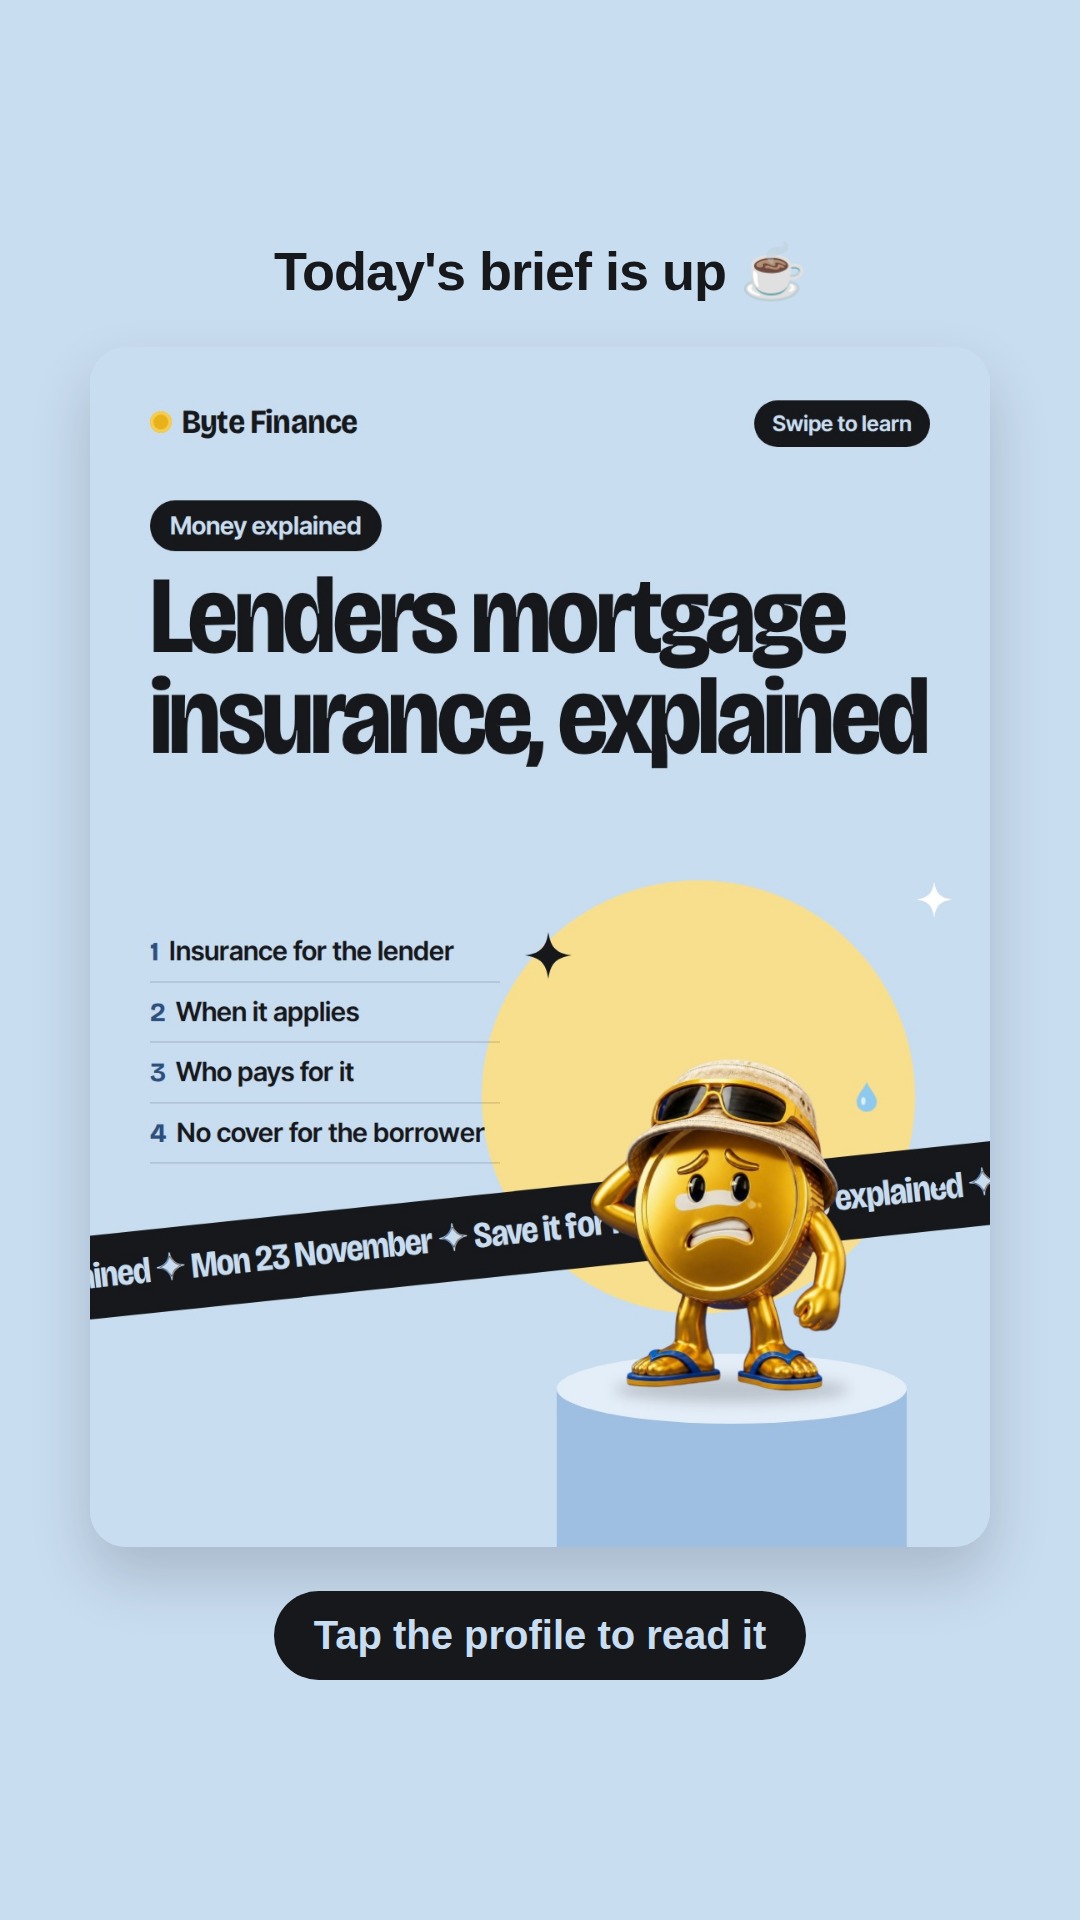 Today's brief is up ☕
Byte Finance
Swipe to learn
Money explained
Lenders mortgage
insurance, explained
1 Insurance for the lender
2 When it applies
3 Who pays for it
4 No cover for the borrower
Mon 23 November ✦ Save it for explained ✦
Tap the profile to read it